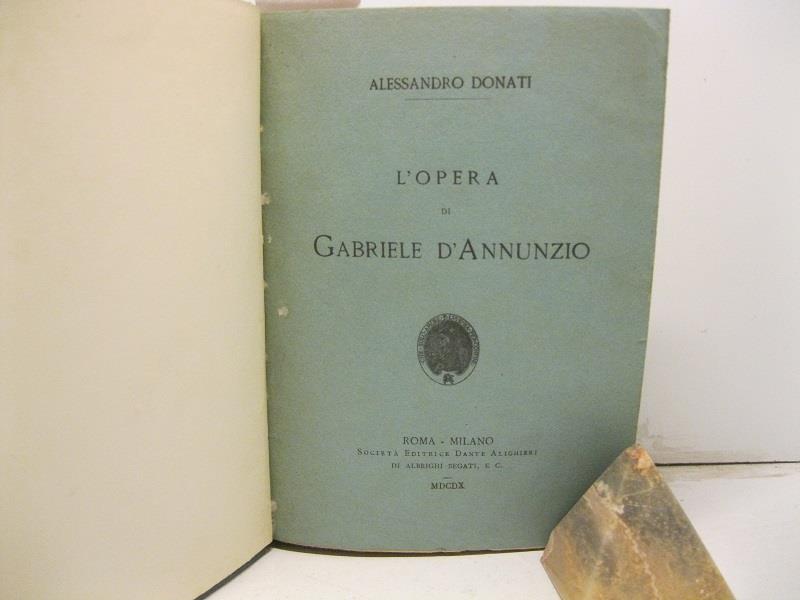 ALESSANDRO DONATI
L'OPERA
DI
GABRIELE D'ANNUNZIO
ROMA - MILANO
SOCIETÀ EDITRICE DANTE ALIGHIERI
DI ALBRIGHI SEGATI, E C.
MDCDX